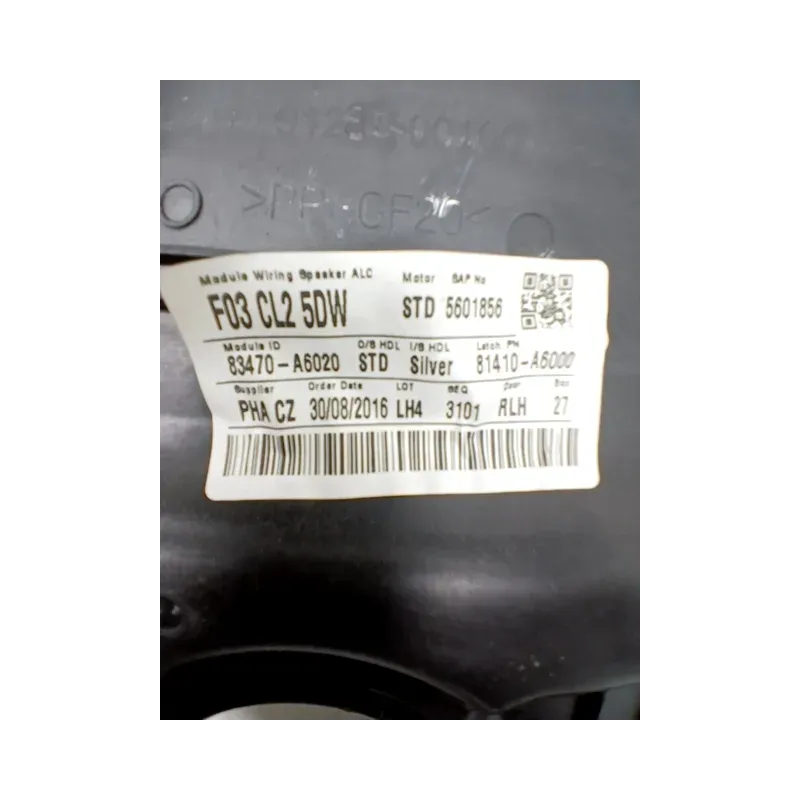 >PP-GF20<
Module Wiring Speaker ALC Motor SAP No
F03 CL2 5DW STD 5601856
Module ID O/S HDL I/S HDL Latch PN
83470-A6020 STD Silver 81410-A6000
Supplier Order Date LOT SEQ Door Box
PHA CZ 30/08/2016 LH4 3101 RLH 27